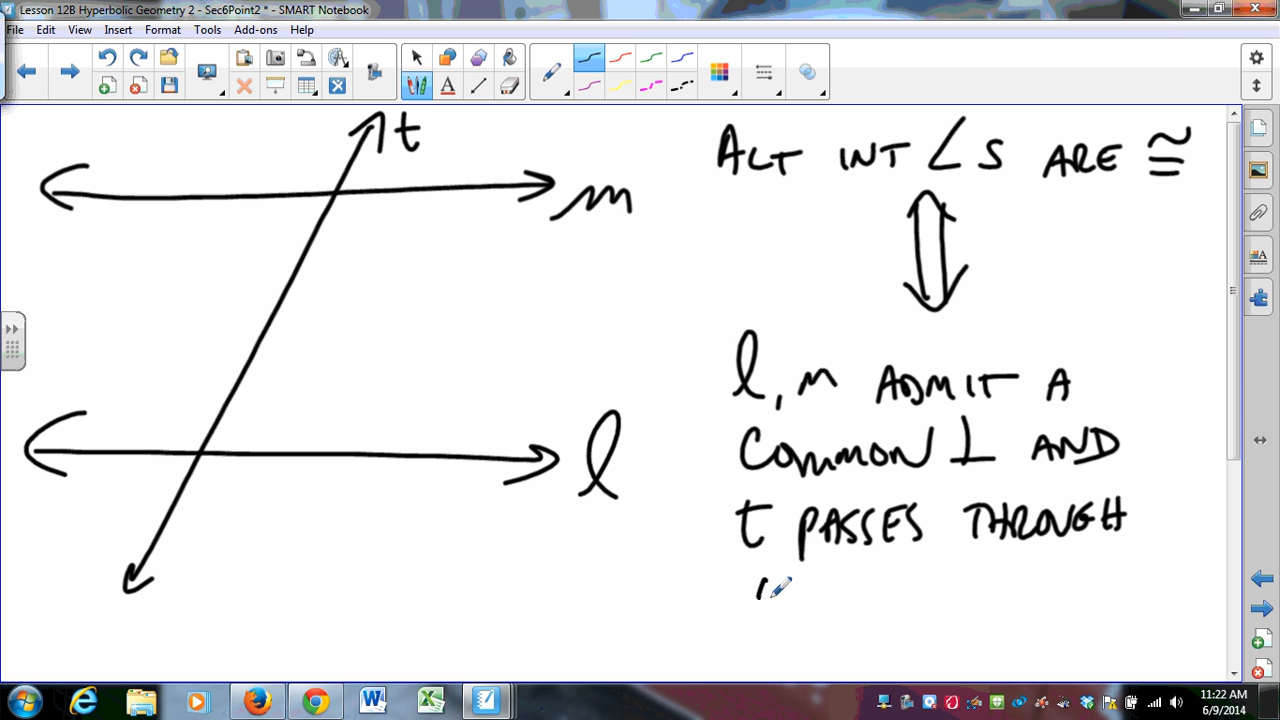 Lesson 12B Hyperbolic Geometry 2 - Sec6Point2 * - SMART Notebook
File Edit View Insert Format Tools Add-ons Help
t
m
l
ALT INT ∠S ARE ≅
⇕
l, m ADMIT A
COMMON ⊥ AND
t PASSES THROUGH
11:22 AM
6/9/2014